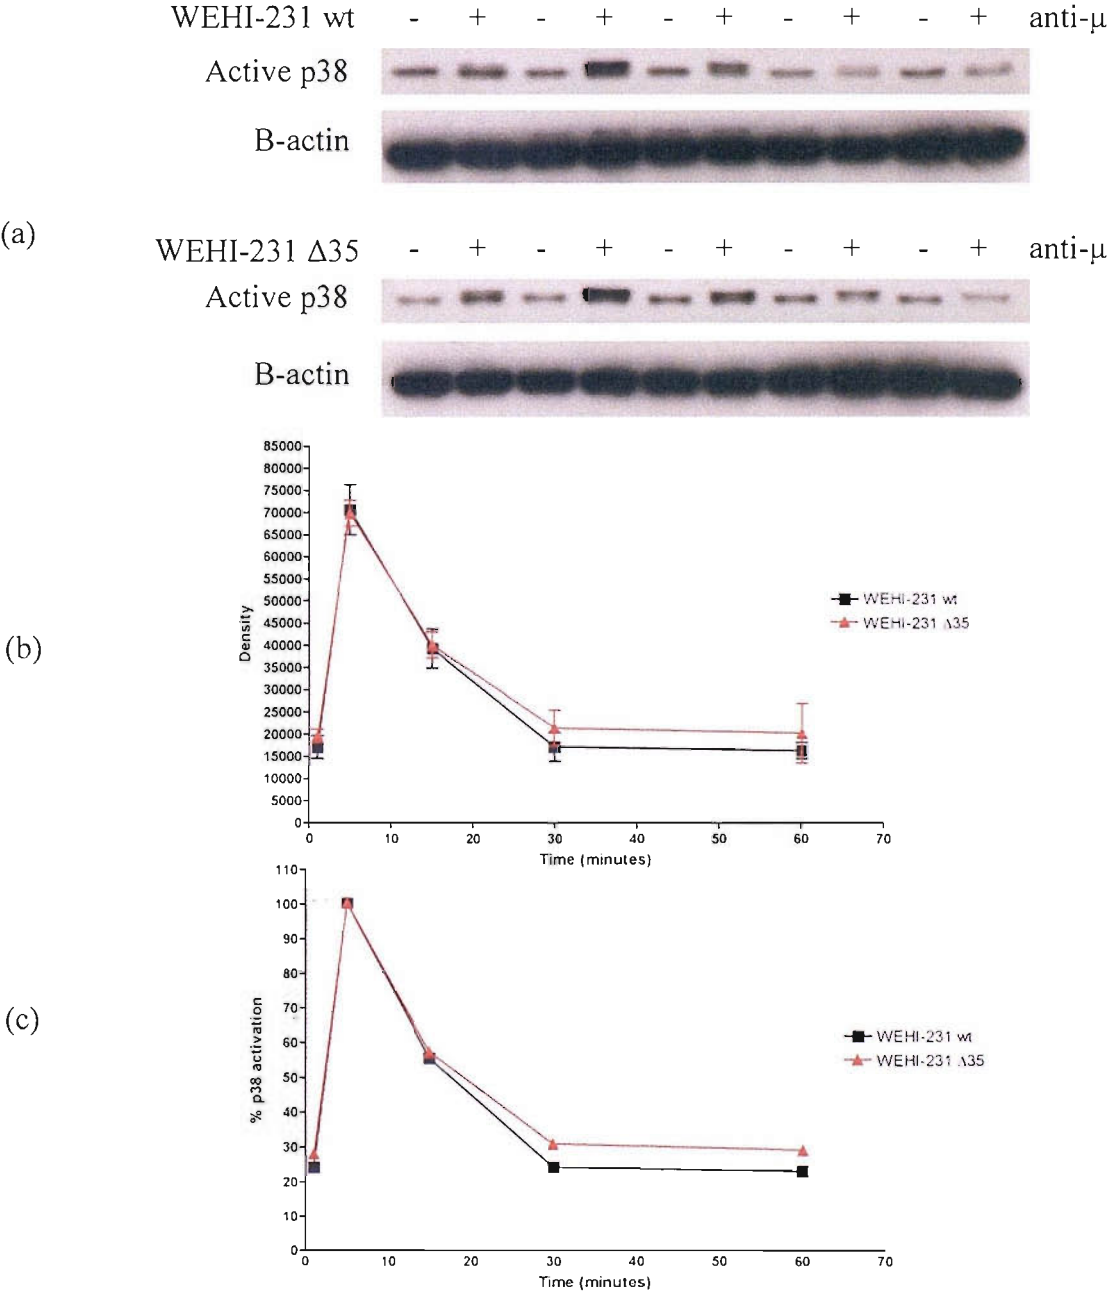 WEHI-231 wt - + - + - + - + - + anti-μ
Active p38
B-actin
(a)
WEHI-231 Δ35 - + - + - + - + - + anti-μ
Active p38
B-actin
(b)
85000
80000
75000
70000
65000
60000
55000
50000
45000
40000
35000
30000
25000
20000
15000
10000
5000
0
Density
0 10 20 30 40 50 60 70
Time (minutes)
WEHI-231 wt
WEHI-231 Δ35
(c)
110
100
90
80
70
60
50
40
30
20
10
0
% p38 activation
0 10 20 30 40 50 60 70
Time (minutes)
WEHI-231 wt
WEHI-231 Δ35